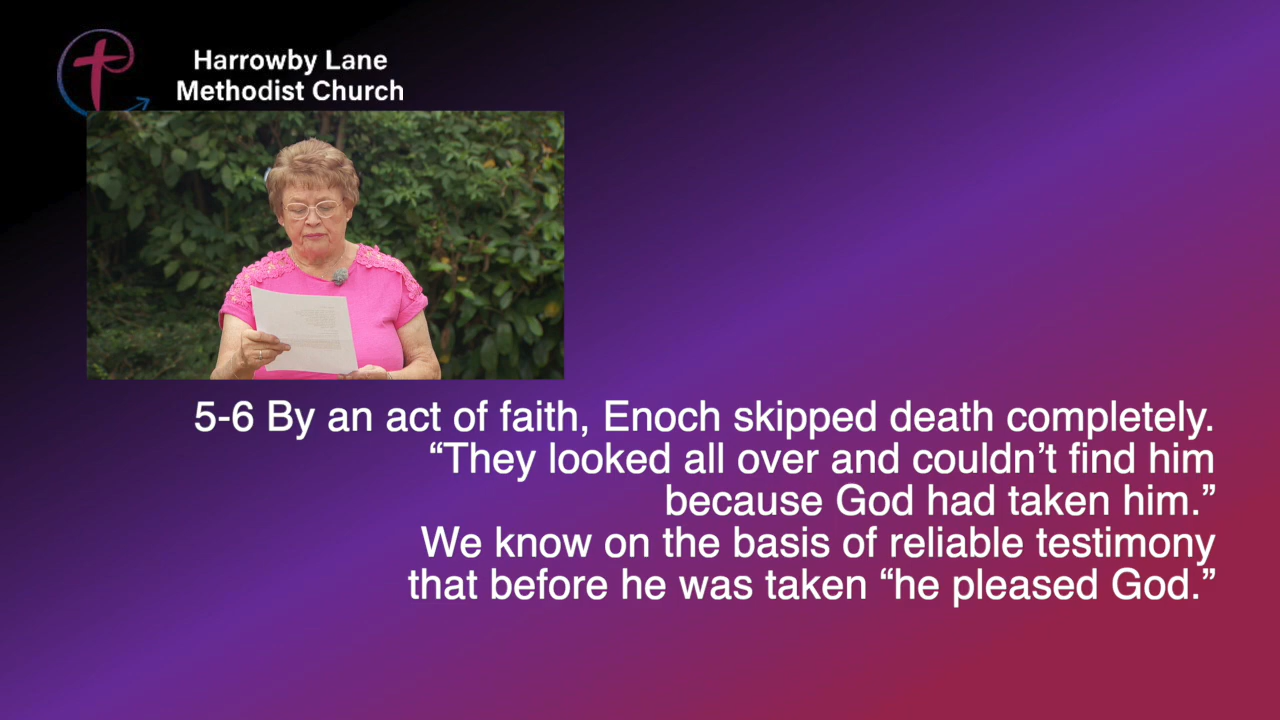 Harrowby Lane
Methodist Church
5-6 By an act of faith, Enoch skipped death completely.
“They looked all over and couldn’t find him
because God had taken him.”
We know on the basis of reliable testimony
that before he was taken “he pleased God.”